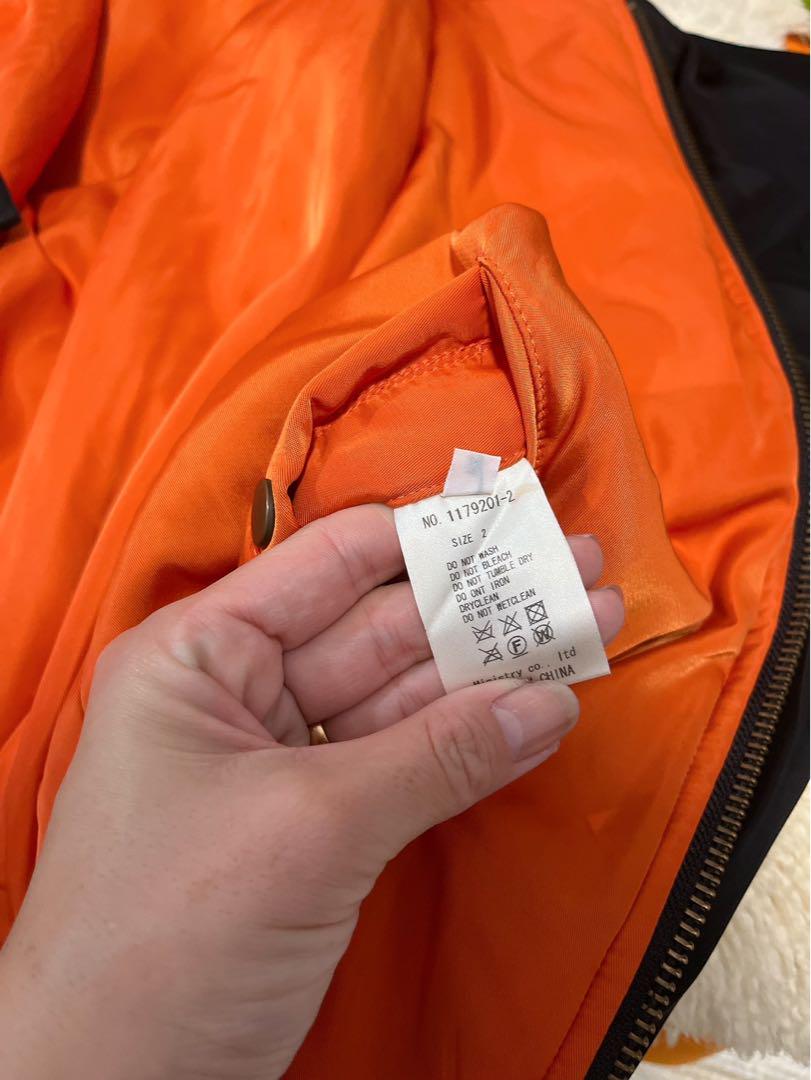 NO. 1179201-2
SIZE 2
DO NOT WASH
DO NOT BLEACH
DO NOT TUMBLE DRY
DO ONT IRON
DRYCLEAN
DO NOT WETCLEAN
F W
Ministry co., ltd
CHINA